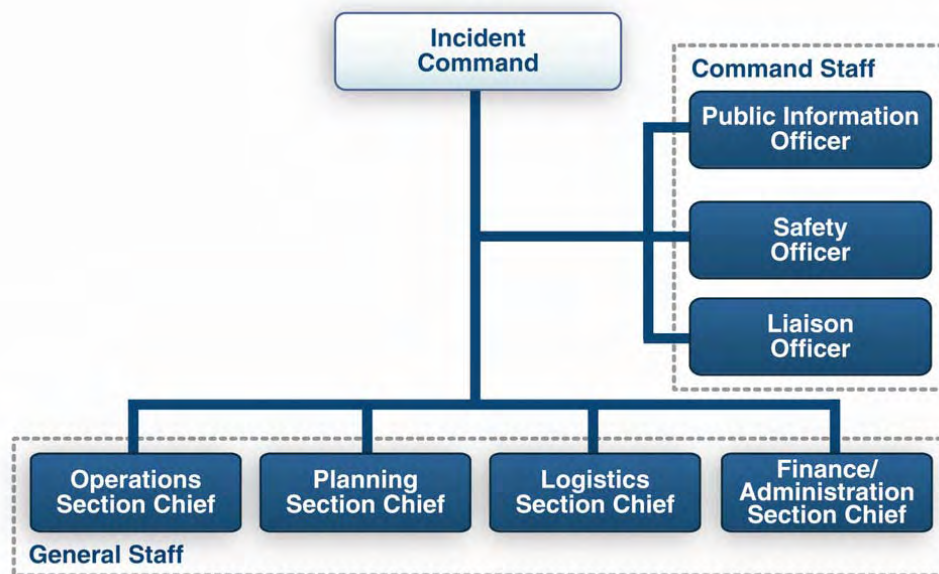 Incident
Command
Command Staff
Public Information
Officer
Safety
Officer
Liaison
Officer
Operations
Section Chief
Planning
Section Chief
Logistics
Section Chief
Finance/
Administration
Section Chief
General Staff